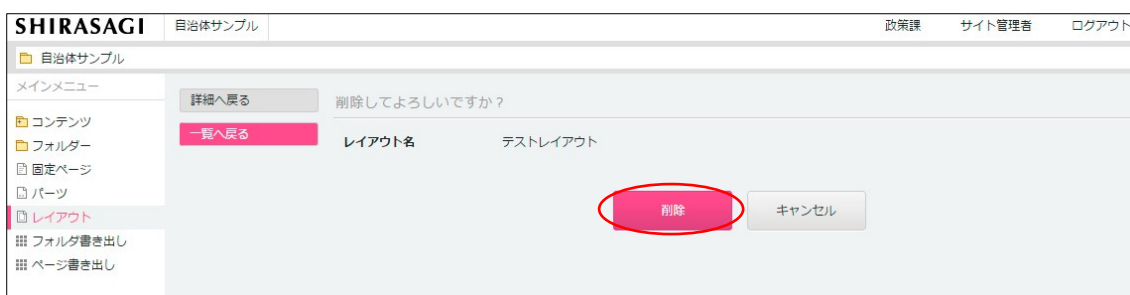 SHIRASAGI 自治体サンプル 政策課 サイト管理者 ログアウト
自治体サンプル
メインメニュー
コンテンツ
フォルダー
固定ページ
パーツ
レイアウト
フォルダ書き出し
ページ書き出し
詳細へ戻る
一覧へ戻る
削除してよろしいですか？
レイアウト名 テストレイアウト
削除 キャンセル